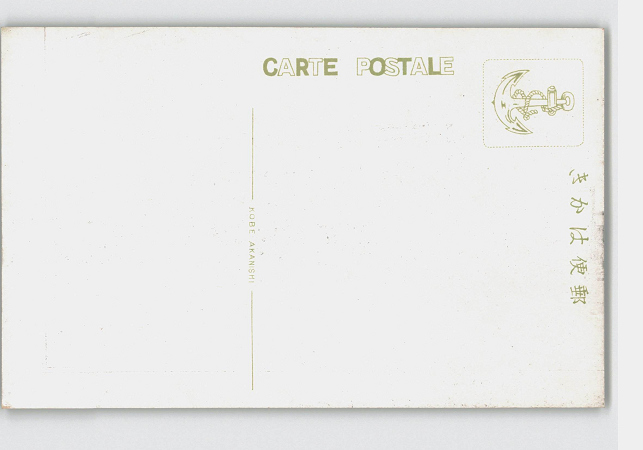 CARTE POSTALE
KOBE AKANISHI
きかは便郵